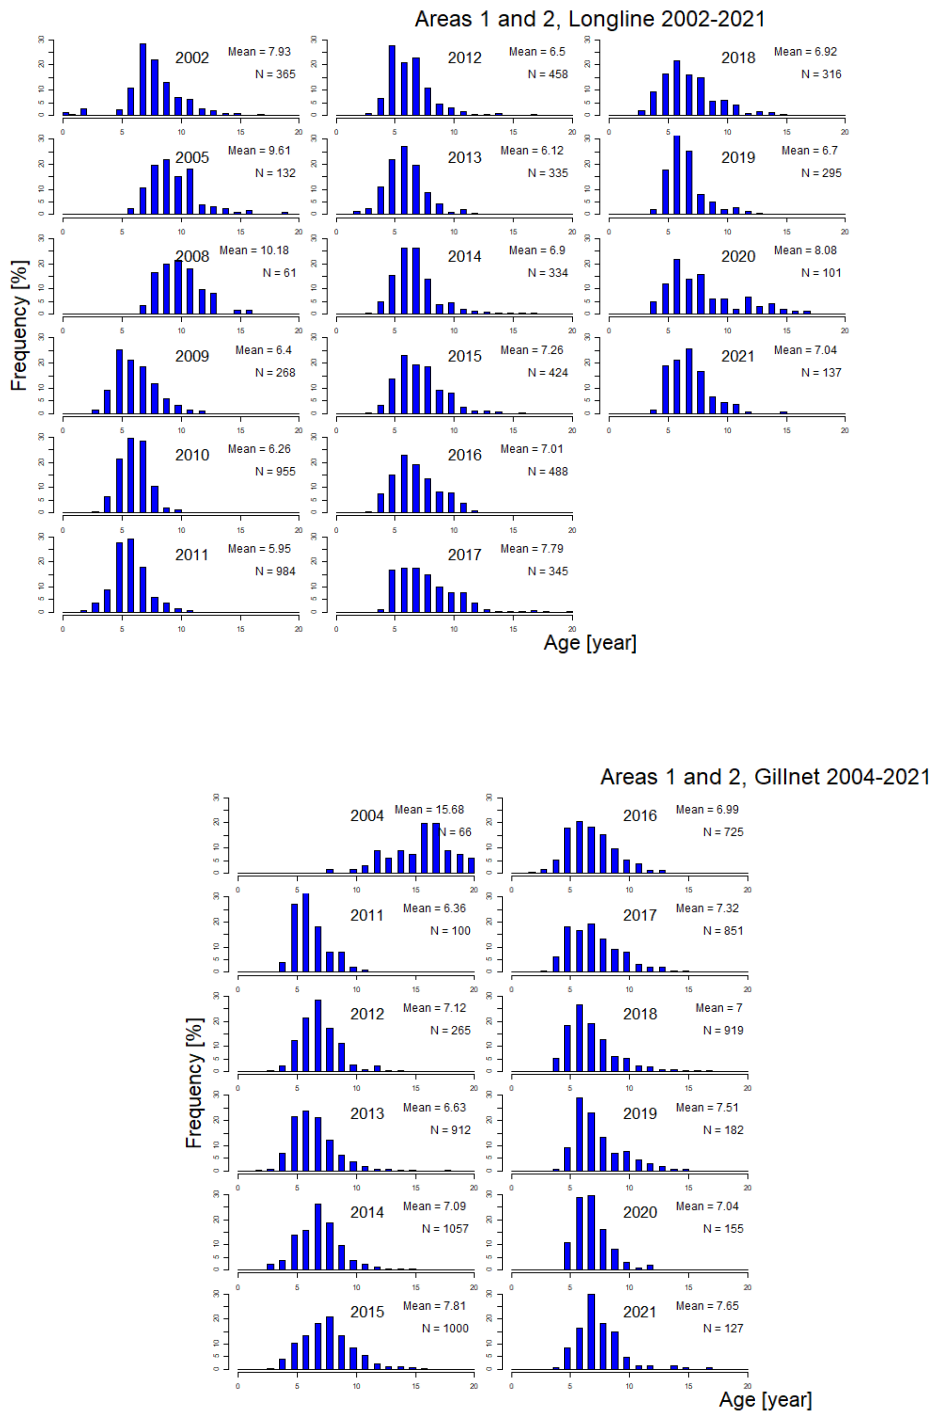 Areas 1 and 2, Longline 2002-2021
Frequency [%]
2002
Mean = 7.93
N = 365
2005
Mean = 9.61
N = 132
2008
Mean = 10.18
N = 61
2009
Mean = 6.4
N = 268
2010
Mean = 6.26
N = 955
2011
Mean = 5.95
N = 984
2012
Mean = 6.5
N = 458
2013
Mean = 6.12
N = 335
2014
Mean = 6.9
N = 334
2015
Mean = 7.26
N = 424
2016
Mean = 7.01
N = 488
2017
Mean = 7.79
N = 345
2018
Mean = 6.92
N = 316
2019
Mean = 6.7
N = 295
2020
Mean = 8.08
N = 101
2021
Mean = 7.04
N = 137
Age [year]
Areas 1 and 2, Gillnet 2004-2021
Frequency [%]
2004
Mean = 15.68
N = 66
2011
Mean = 6.36
N = 100
2012
Mean = 7.12
N = 265
2013
Mean = 6.63
N = 912
2014
Mean = 7.09
N = 1057
2015
Mean = 7.81
N = 1000
2016
Mean = 6.99
N = 725
2017
Mean = 7.32
N = 851
2018
Mean = 7
N = 919
2019
Mean = 7.51
N = 182
2020
Mean = 7.04
N = 155
2021
Mean = 7.65
N = 127
Age [year]